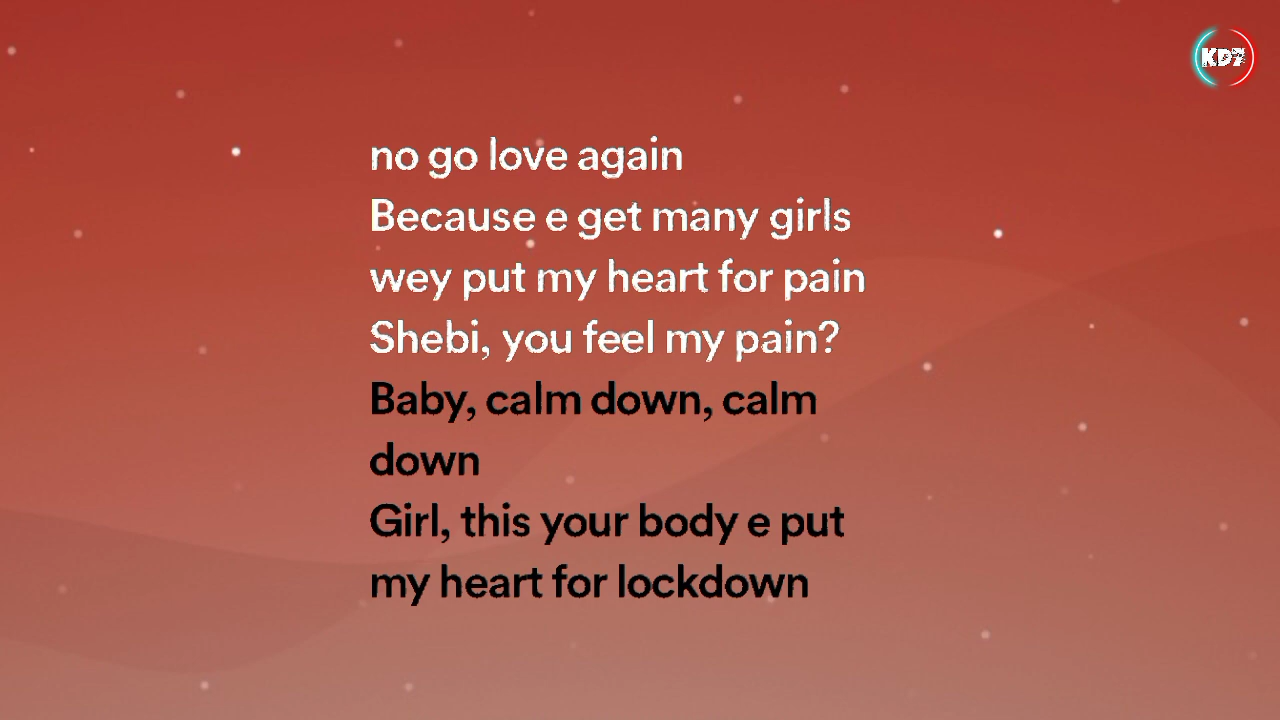 KD7
no go love again
Because e get many girls
wey put my heart for pain
Shebi, you feel my pain?
Baby, calm down, calm
down
Girl, this your body e put
my heart for lockdown